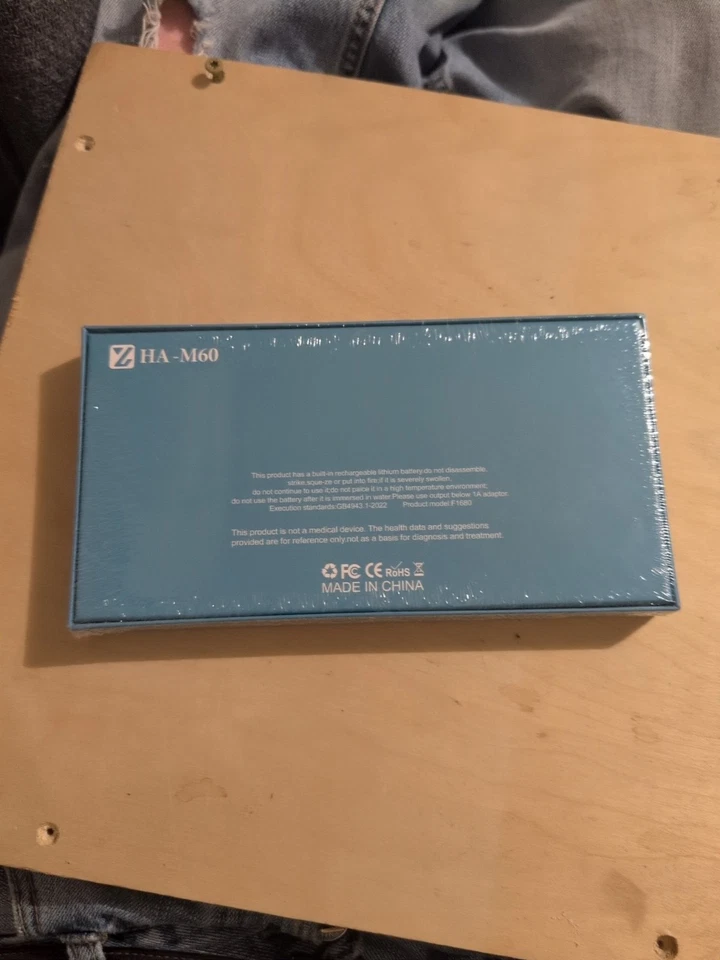 Z HA-M60
This product has a built-in rechargeable lithium battery,do not disassemble,
strike,sque-ze or put into fire,if it is severely swollen,
do not continue to use it;do not palce it in a high temperature environment;
do not use the battery after it is immersed in water.Please use output below 1A adaptor.
Execution standards:GB4943.1-2022 Product model:F1680
This product is not a medical device. The health data and suggestions
provided are for reference only,not as a basis for diagnosis and treatment.
FC CE RoHS
MADE IN CHINA